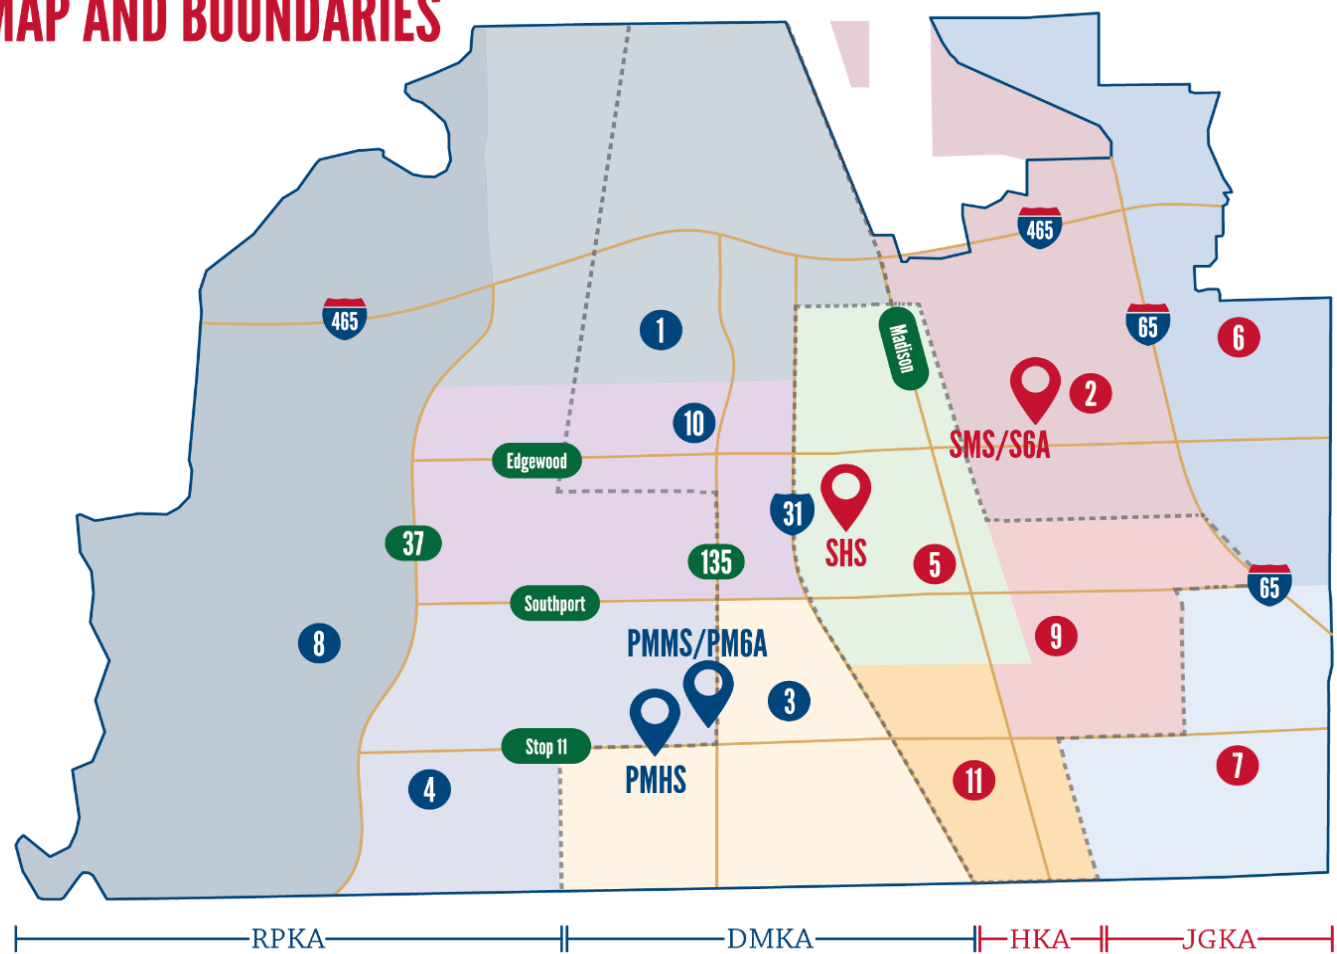 MAP AND BOUNDARIES
465
465
65
6
1
Madison
2
10
SMS/S6A
Edgewood
31
SHS
37
135
5
65
Southport
8
PMMS/PM6A
9
3
Stop 11
PMHS
4
11
7
RPKA
DMKA
HKA
JGKA